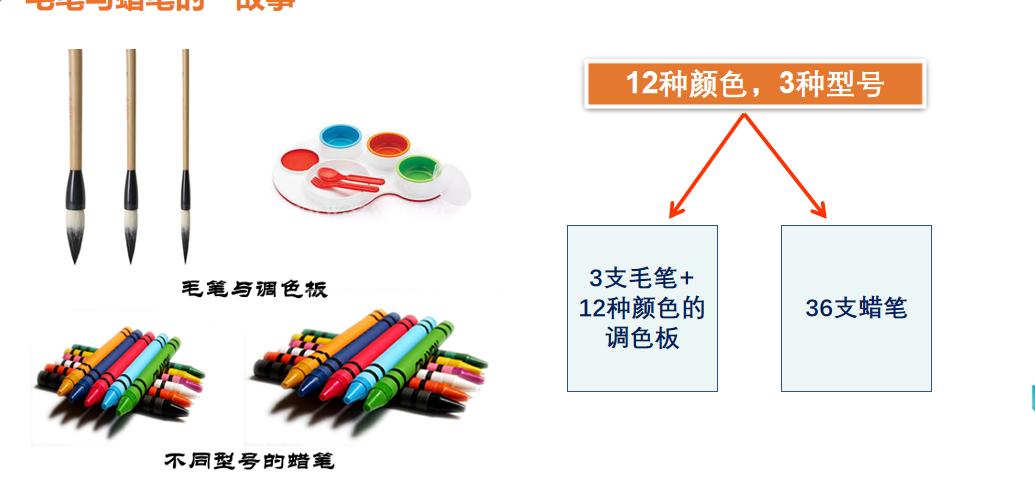 毛笔与蜡笔的“故事
12种颜色，3种型号
毛笔与调色板
3支毛笔+
12种颜色的
调色板
36支蜡笔
不同型号的蜡笔